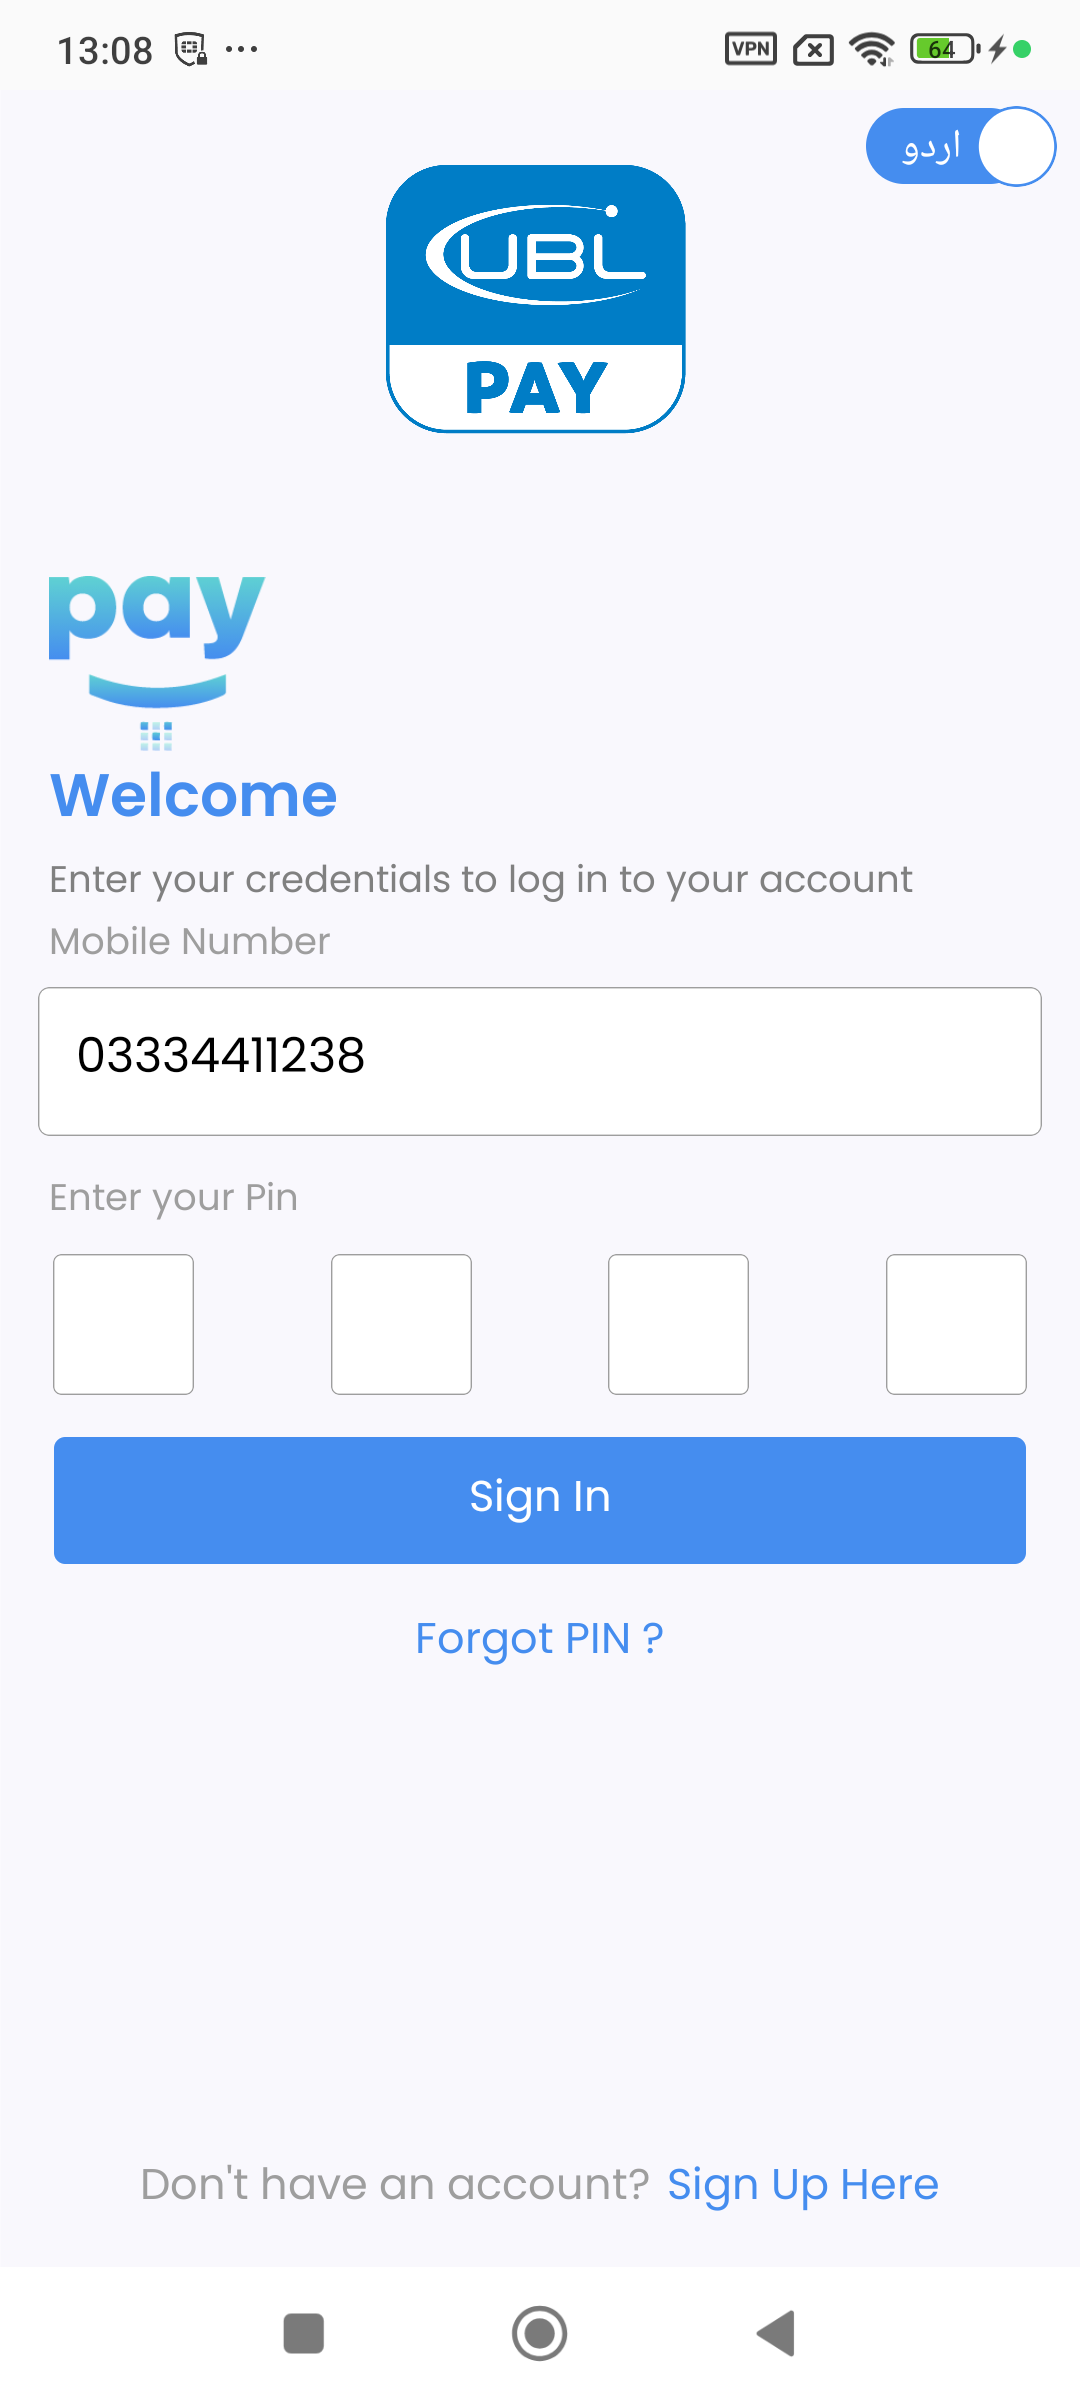 13:08
VPN
64
اردو
UBL
PAY
pay
Welcome
Enter your credentials to log in to your account
Mobile Number
03334411238
Enter your Pin
Sign In
Forgot PIN ?
Don't have an account? Sign Up Here